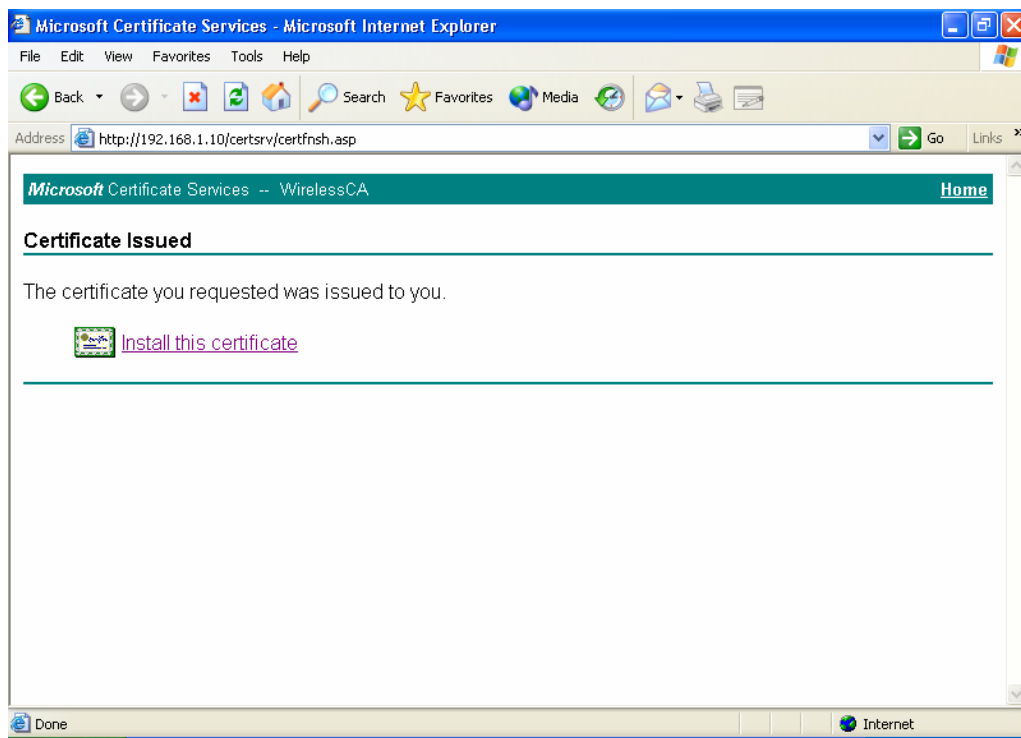 Microsoft Certificate Services - Microsoft Internet Explorer
File Edit View Favorites Tools Help
Back Search Favorites Media
Address http://192.168.1.10/certsrv/certfnsh.asp Go Links »
Microsoft Certificate Services -- WirelessCA Home
Certificate Issued
The certificate you requested was issued to you.
Install this certificate
Done Internet